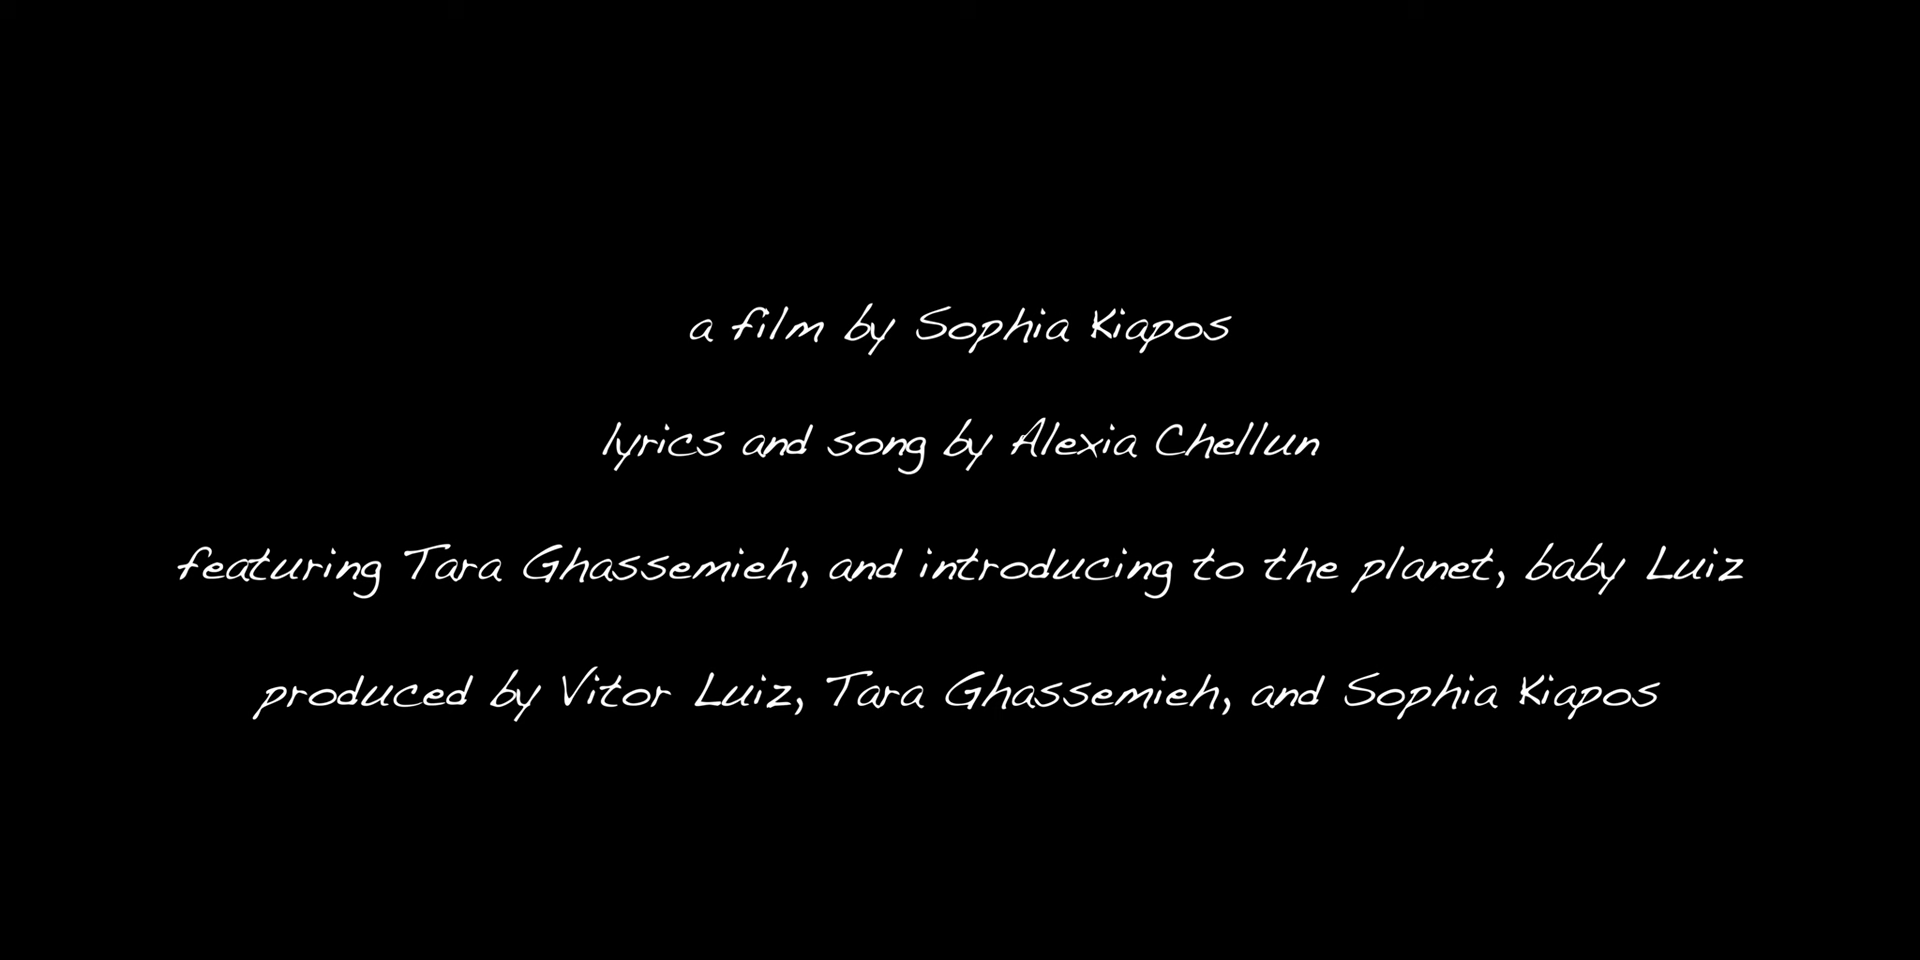 a film by Sophia Kiapos
lyrics and song by Alexia Chellun
featuring Tara Ghassemieh, and introducing to the planet, baby Luiz
produced by Vitor Luiz, Tara Ghassemieh, and Sophia Kiapos